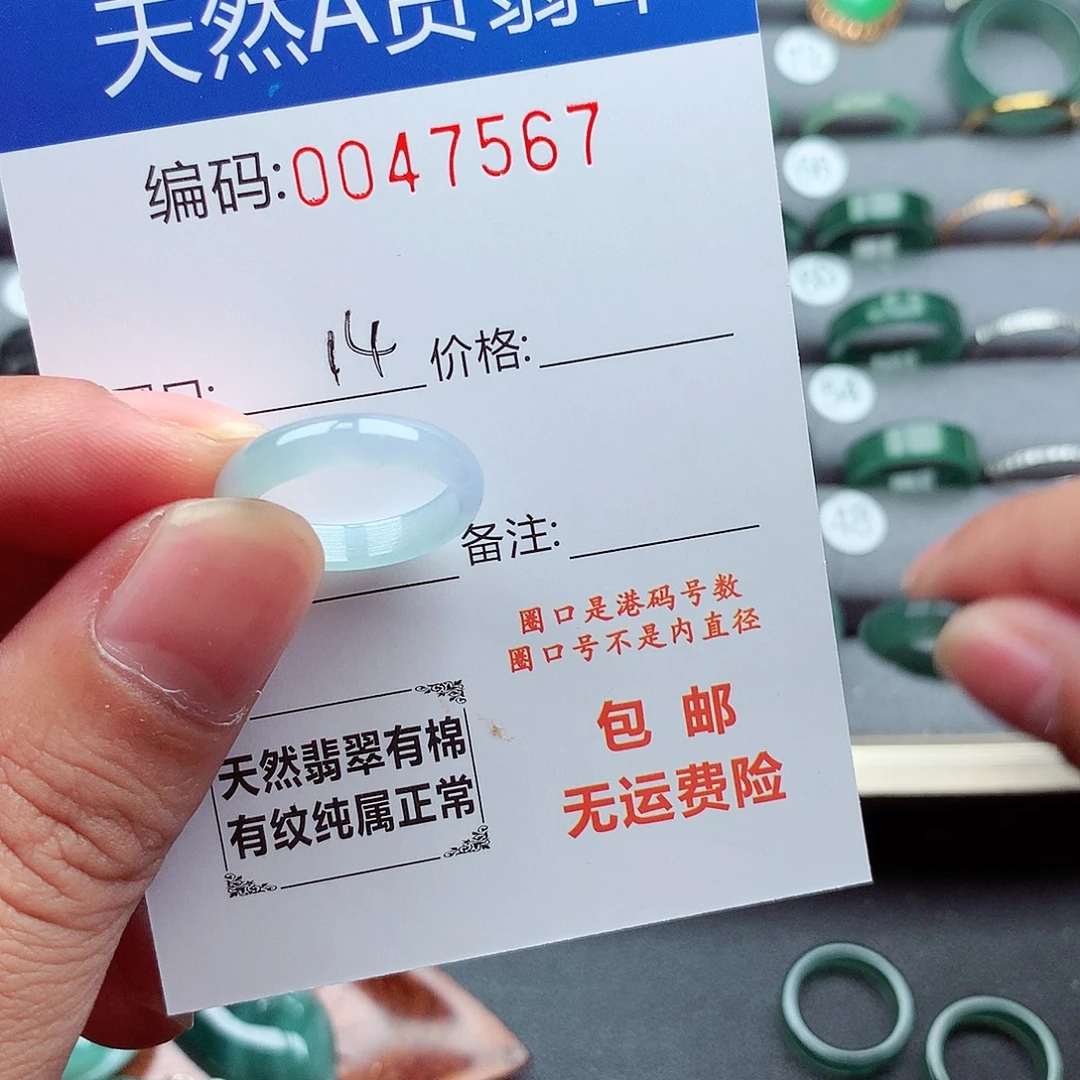 天然A货翡翠
编码:0047567
圈口: 14 价格:
备注:
圈口是港码号数
圈口号不是内直径
包邮
无运费险
天然翡翠有棉
有纹纯属正常